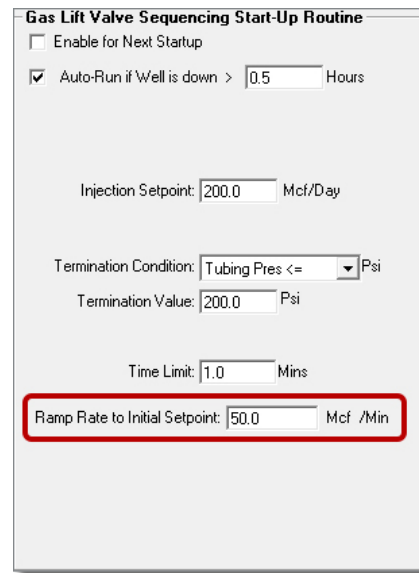 Gas Lift Valve Sequencing Start-Up Routine
Enable for Next Startup
Auto-Run if Well is down > 0.5 Hours
Injection Setpoint: 200.0 Mcf/Day
Termination Condition: Tubing Pres <= Psi
Termination Value: 200.0 Psi
Time Limit: 1.0 Mins
Ramp Rate to Initial Setpoint: 50.0 Mcf /Min